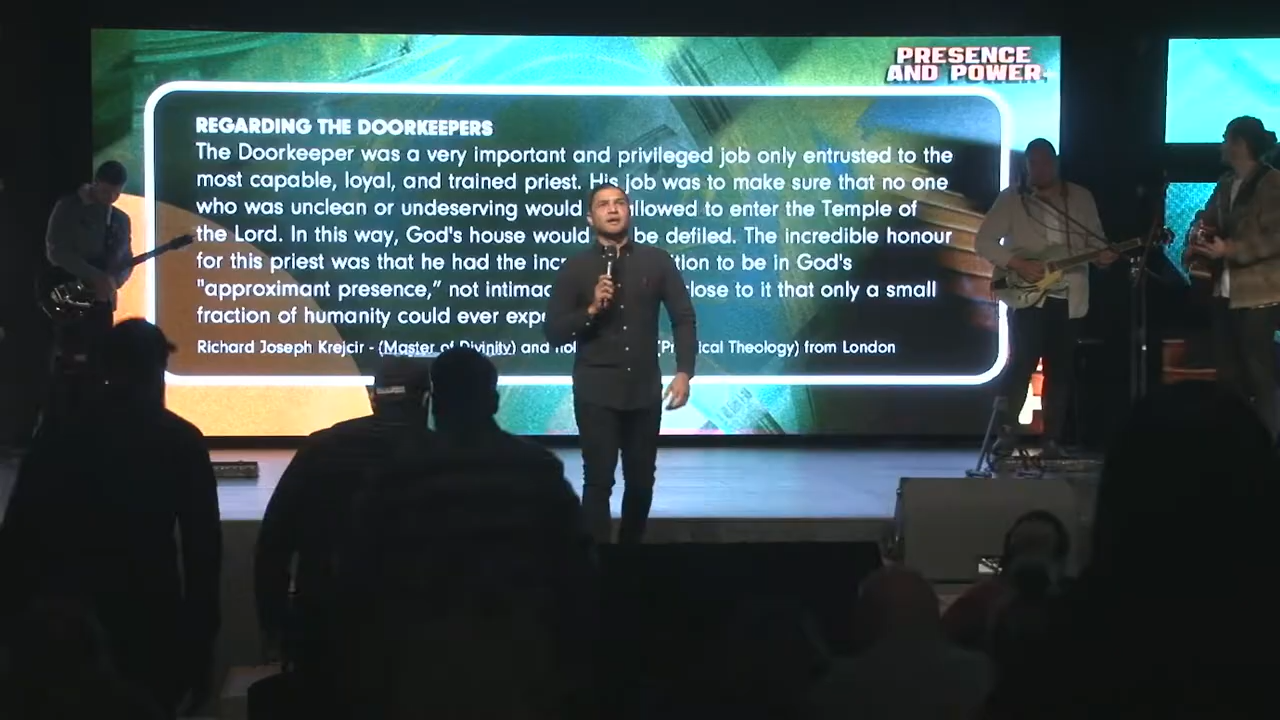 PRESENCE
AND POWER
REGARDING THE DOORKEEPERS
The Doorkeeper was a very important and privileged job only entrusted to the
most capable, loyal, and trained priest. His job was to make sure that no one
who was unclean or undeserving would allowed to enter the Temple of
the Lord. In this way, God's house would be defiled. The incredible honour
for this priest was that he had the to be in God's
"approximant presence,” not close to it that only a small
fraction of humanity could ever
Richard Joseph Krejcir - (Master of Divinity) and Theology) from London